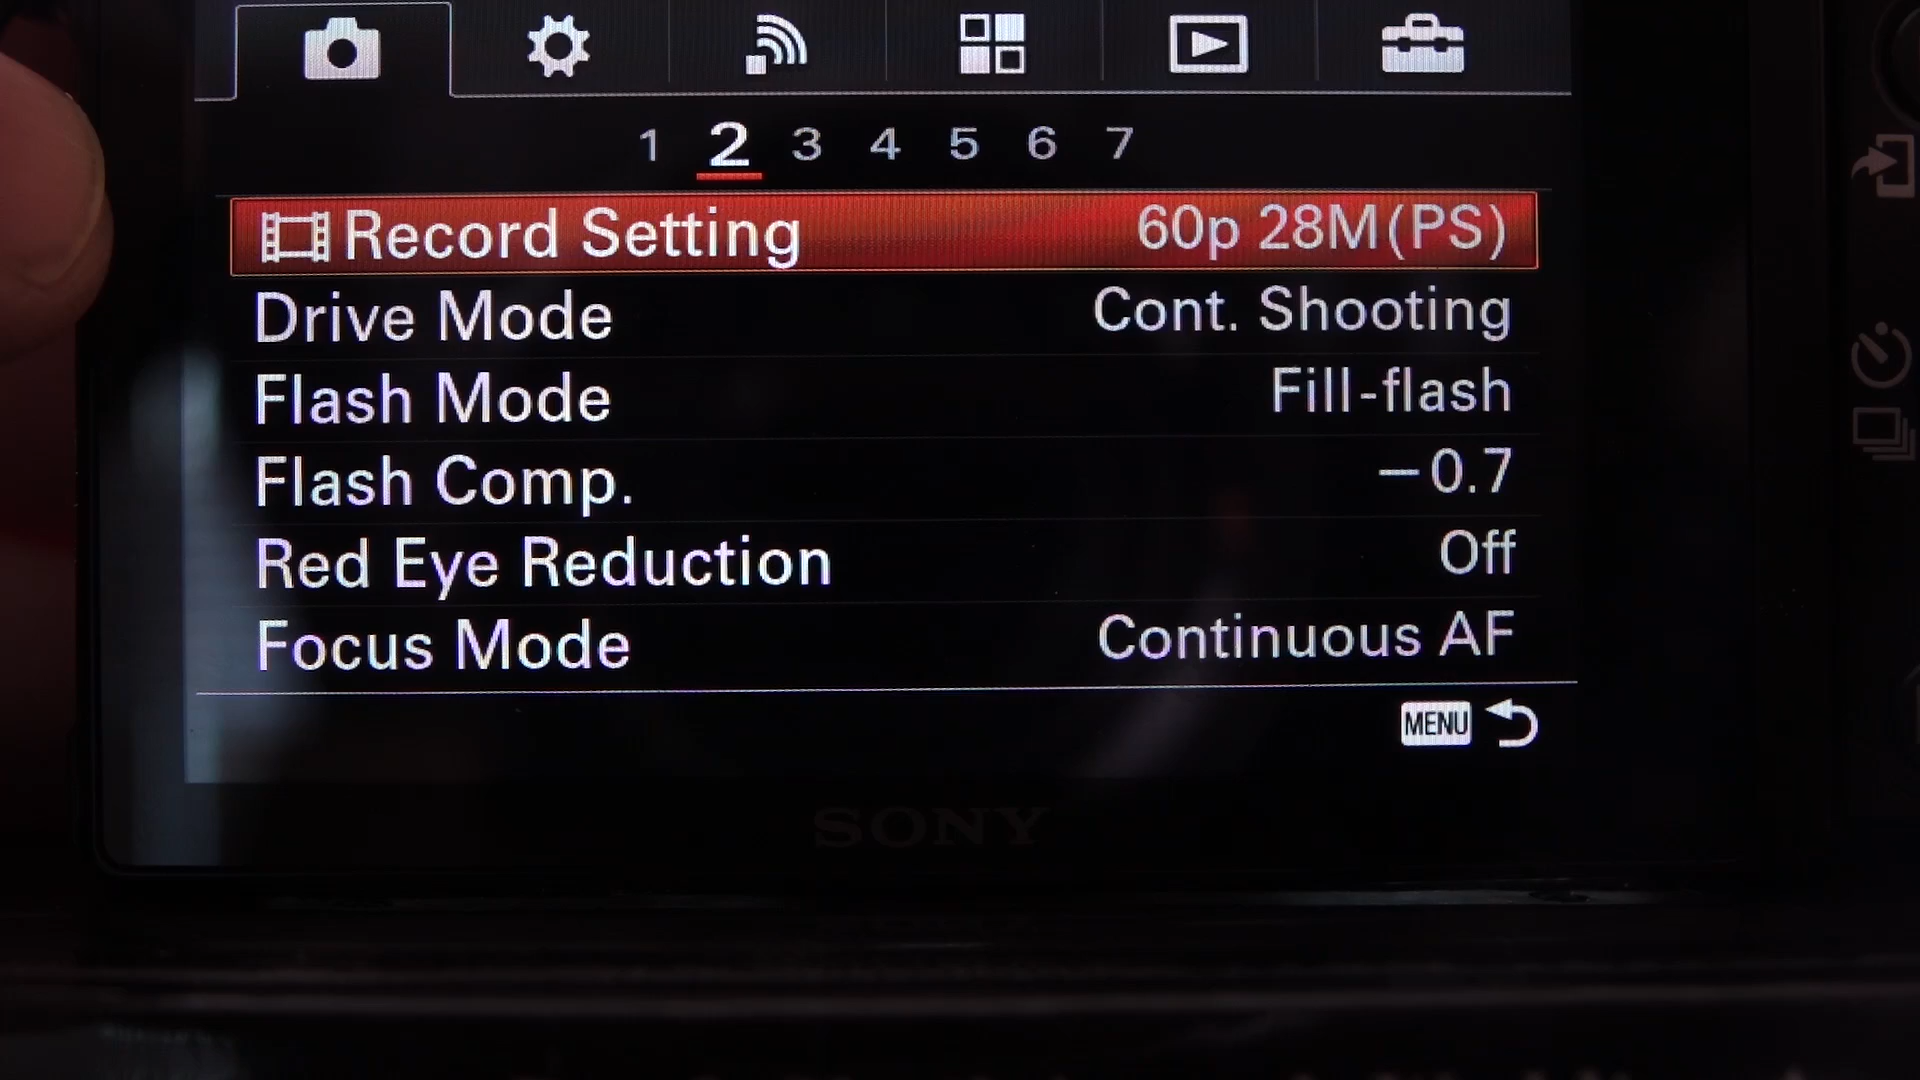 1 2 3 4 5 6 7
Record Setting 60p 28M(PS)
Drive Mode Cont. Shooting
Flash Mode Fill-flash
Flash Comp. －0.7
Red Eye Reduction Off
Focus Mode Continuous AF
MENU
SONY